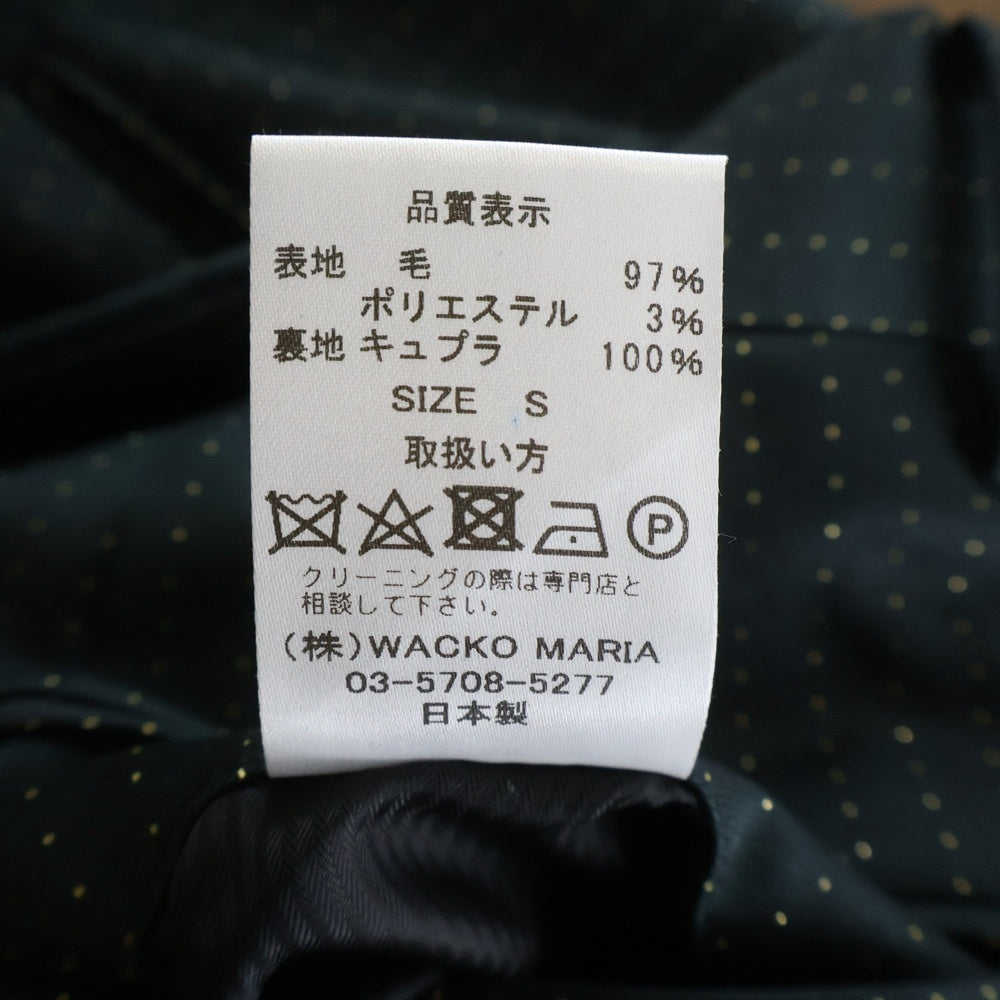 品質表示
表地 毛 97%
ポリエステル 3%
裏地 キュプラ 100%
SIZE S
取扱い方
P
クリーニングの際は専門店と
相談して下さい。
(株)WACKO MARIA
03-5708-5277
日本製